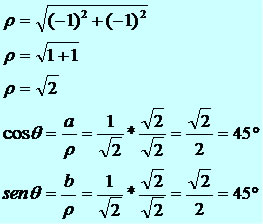 ρ = √((−1)² + (−1)²)
ρ = √(1+1)
ρ = √2
cosθ = a/ρ = 1/√2 * √2/√2 = √2/2 = 45°
senθ = b/ρ = 1/√2 * √2/√2 = √2/2 = 45°